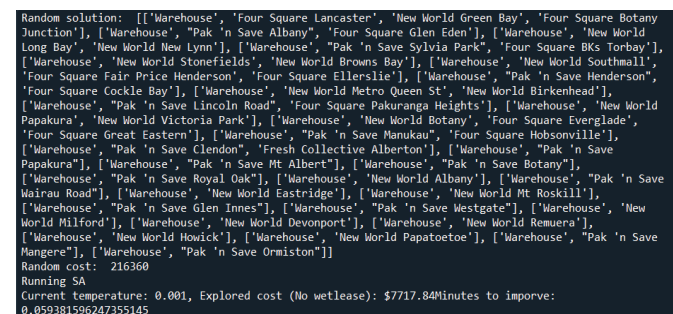 Random solution:  [['Warehouse', 'Four Square Lancaster', 'New World Green Bay', 'Four Square Botany
Junction'], ['Warehouse', "Pak 'n Save Albany", 'Four Square Glen Eden'], ['Warehouse', 'New World
Long Bay', 'New World New Lynn'], ['Warehouse', "Pak 'n Save Sylvia Park", 'Four Square BKs Torbay'],
['Warehouse', 'New World Stonefields', 'New World Browns Bay'], ['Warehouse', 'New World Southmall',
'Four Square Fair Price Henderson', 'Four Square Ellerslie'], ['Warehouse', "Pak 'n Save Henderson",
'Four Square Cockle Bay'], ['Warehouse', 'New World Metro Queen St', 'New World Birkenhead'],
['Warehouse', "Pak 'n Save Lincoln Road", 'Four Square Pakuranga Heights'], ['Warehouse', 'New World
Papakura', 'New World Victoria Park'], ['Warehouse', 'New World Botany', 'Four Square Everglade',
'Four Square Great Eastern'], ['Warehouse', "Pak 'n Save Manukau", 'Four Square Hobsonville'],
['Warehouse', "Pak 'n Save Clendon", 'Fresh Collective Alberton'], ['Warehouse', "Pak 'n Save
Papakura"], ['Warehouse', "Pak 'n Save Mt Albert"], ['Warehouse', "Pak 'n Save Botany"],
['Warehouse', "Pak 'n Save Royal Oak"], ['Warehouse', 'New World Albany'], ['Warehouse', "Pak 'n Save
Wairau Road"], ['Warehouse', 'New World Eastridge'], ['Warehouse', 'New World Mt Roskill'],
['Warehouse', "Pak 'n Save Glen Innes"], ['Warehouse', "Pak 'n Save Westgate"], ['Warehouse', 'New
World Milford'], ['Warehouse', 'New World Devonport'], ['Warehouse', 'New World Remuera'],
['Warehouse', 'New World Howick'], ['Warehouse', 'New World Papatoetoe'], ['Warehouse', "Pak 'n Save
Mangere"], ['Warehouse', "Pak 'n Save Ormiston"]]
Random cost:  216360
Running SA
Current temperature: 0.001, Explored cost (No wetlease): $7717.84Minutes to imporve:
0.059381596247355145